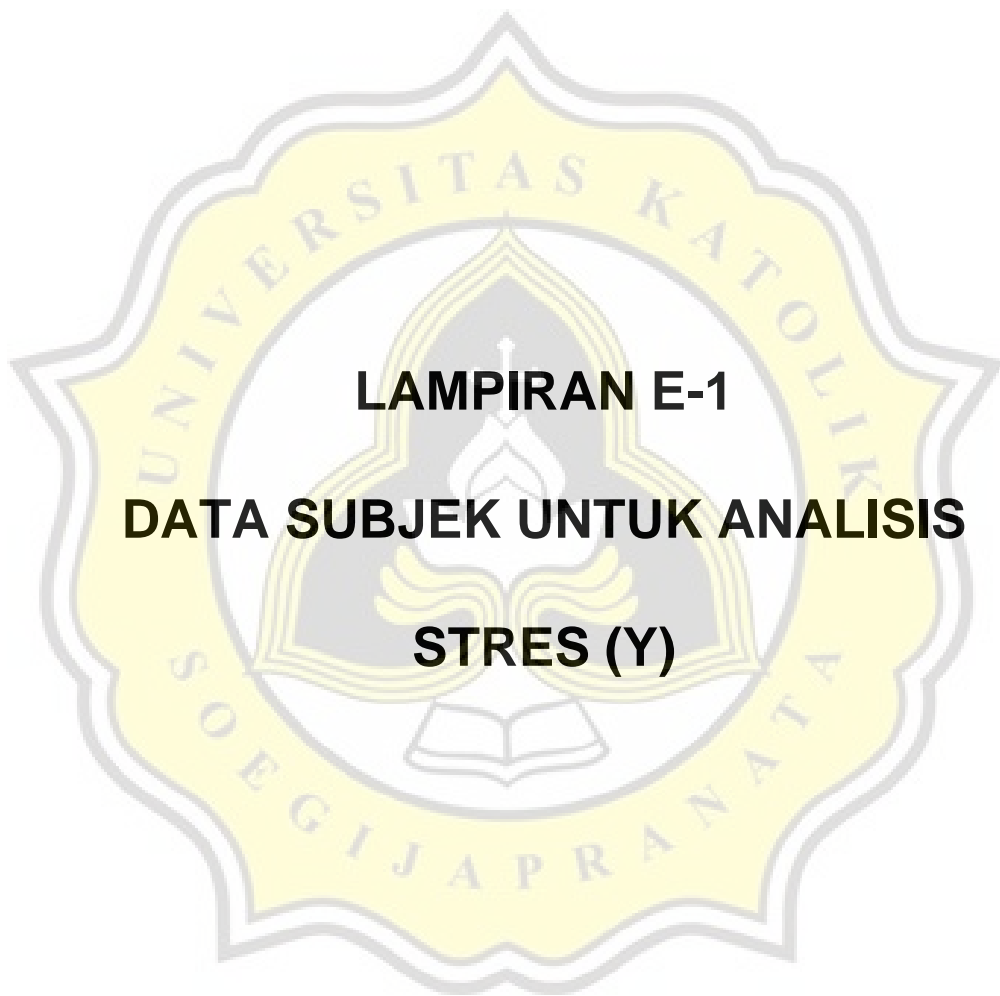 UNIVERSITAS KATOLIK
LAMPIRAN E-1
DATA SUBJEK UNTUK ANALISIS
STRES (Y)
SOEGIJAPRANATA